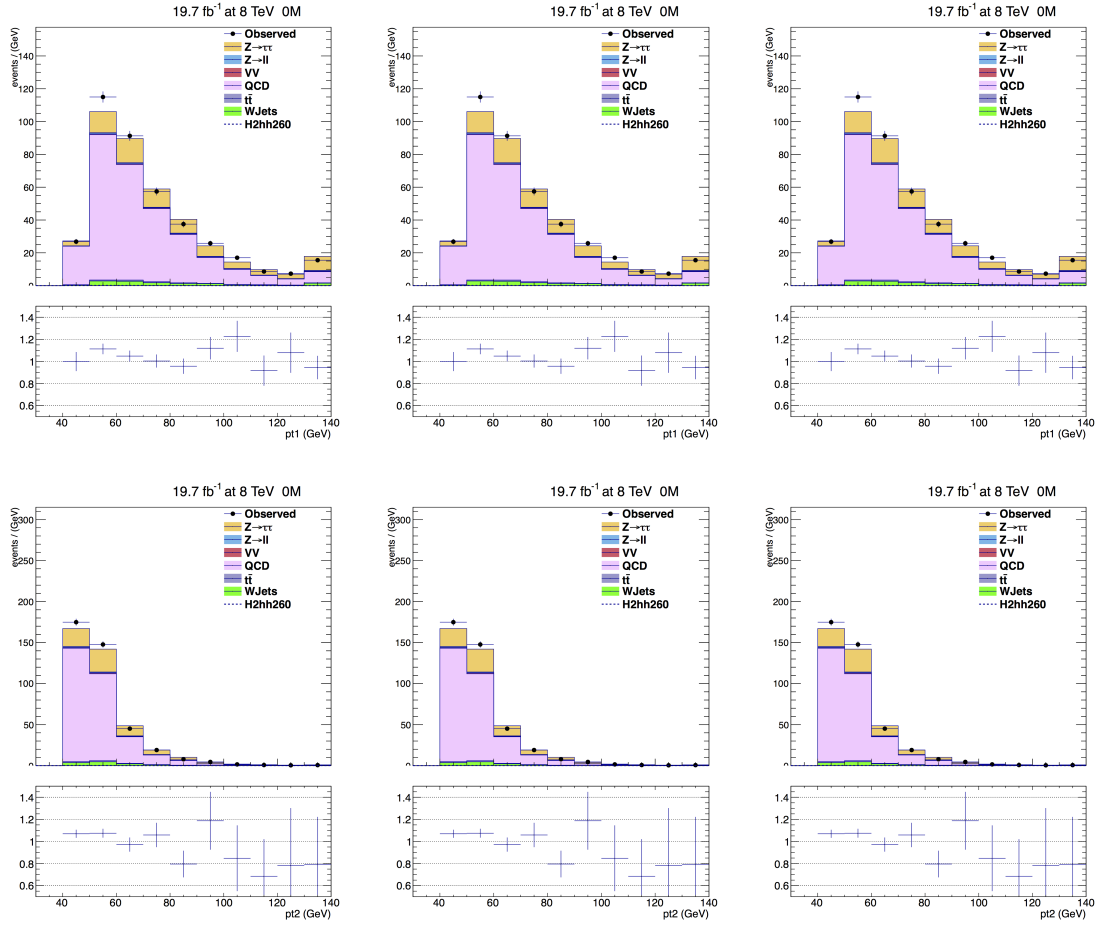 19.7 fb⁻¹ at 8 TeV 0M
events / (GeV)
140
120
100
80
60
40
20
0
Observed
Z→ττ
Z→ll
VV
QCD
tt̄
WJets
H2hh260
1.4
1.2
1
0.8
0.6
40 60 80 100 120 140
pt1 (GeV)
19.7 fb⁻¹ at 8 TeV 0M
events / (GeV)
140
120
100
80
60
40
20
0
Observed
Z→ττ
Z→ll
VV
QCD
tt̄
WJets
H2hh260
1.4
1.2
1
0.8
0.6
40 60 80 100 120 140
pt1 (GeV)
19.7 fb⁻¹ at 8 TeV 0M
events / (GeV)
140
120
100
80
60
40
20
0
Observed
Z→ττ
Z→ll
VV
QCD
tt̄
WJets
H2hh260
1.4
1.2
1
0.8
0.6
40 60 80 100 120 140
pt1 (GeV)
19.7 fb⁻¹ at 8 TeV 0M
events / (GeV)
300
250
200
150
100
50
0
Observed
Z→ττ
Z→ll
VV
QCD
tt̄
WJets
H2hh260
1.4
1.2
1
0.8
0.6
40 60 80 100 120 140
pt2 (GeV)
19.7 fb⁻¹ at 8 TeV 0M
events / (GeV)
300
250
200
150
100
50
0
Observed
Z→ττ
Z→ll
VV
QCD
tt̄
WJets
H2hh260
1.4
1.2
1
0.8
0.6
40 60 80 100 120 140
pt2 (GeV)
19.7 fb⁻¹ at 8 TeV 0M
events / (GeV)
300
250
200
150
100
50
0
Observed
Z→ττ
Z→ll
VV
QCD
tt̄
WJets
H2hh260
1.4
1.2
1
0.8
0.6
40 60 80 100 120 140
pt2 (GeV)